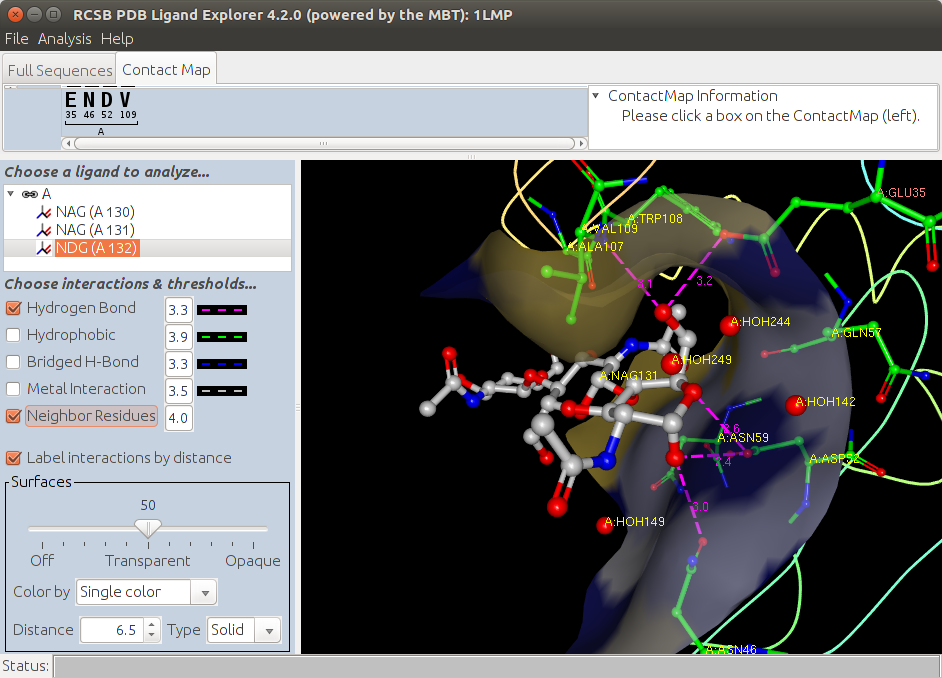 RCSB PDB Ligand Explorer 4.2.0 (powered by the MBT): 1LMP
File Analysis Help
Full Sequences Contact Map
E N D V
35 46 52 109
A
ContactMap Information
Please click a box on the ContactMap (left).
Choose a ligand to analyze...
A
NAG (A 130)
NAG (A 131)
NDG (A 132)
Choose interactions & thresholds...
Hydrogen Bond 3.3
Hydrophobic 3.9
Bridged H-Bond 3.3
Metal Interaction 3.5
Neighbor Residues 4.0
Label interactions by distance
Surfaces
50
Off Transparent Opaque
Color by Single color
Distance 6.5 Type Solid
Status:
A:GLU35
A:TRP108
A:VAL109
A:ALA107
3.1
3.2
A:HOH244
A:GLN57
A:HOH249
A:NAG131
A:HOH142
2.6
A:ASN59
2.4
A:ASP52
3.0
A:HOH149
A:ASN46